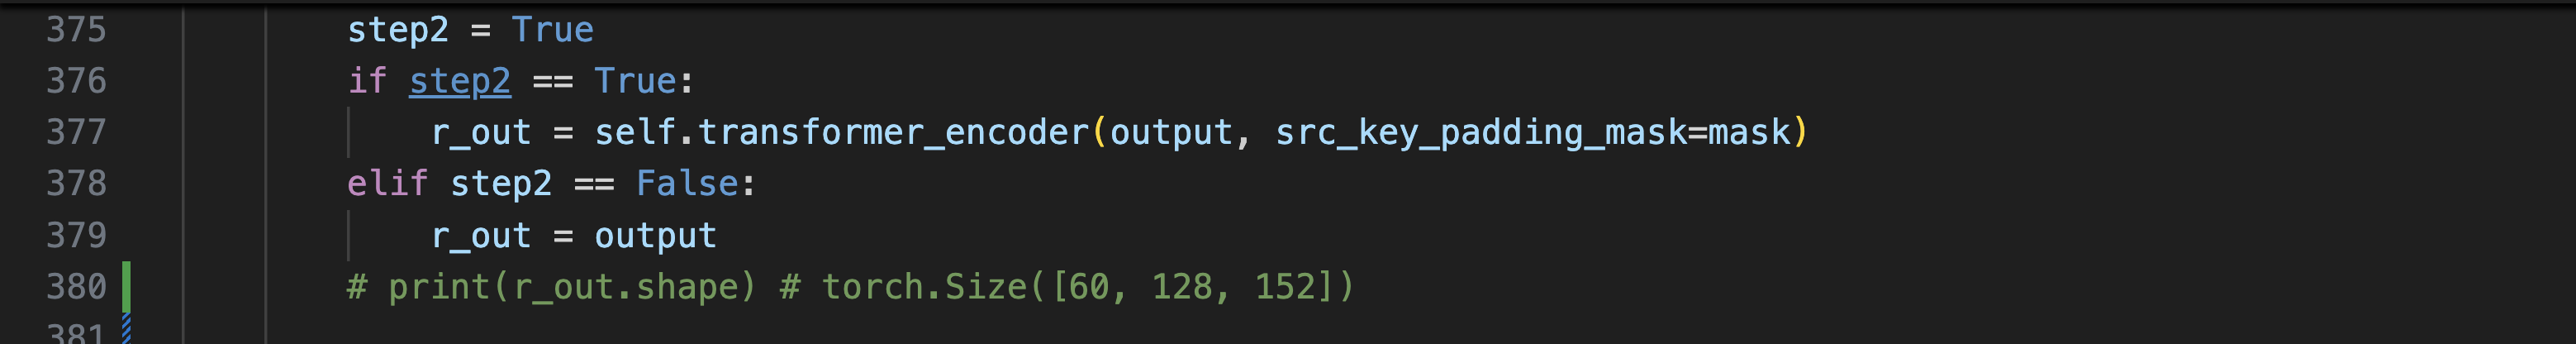 375 step2 = True
376 if step2 == True:
377 r_out = self.transformer_encoder(output, src_key_padding_mask=mask)
378 elif step2 == False:
379 r_out = output
380 # print(r_out.shape) # torch.Size([60, 128, 152])
381